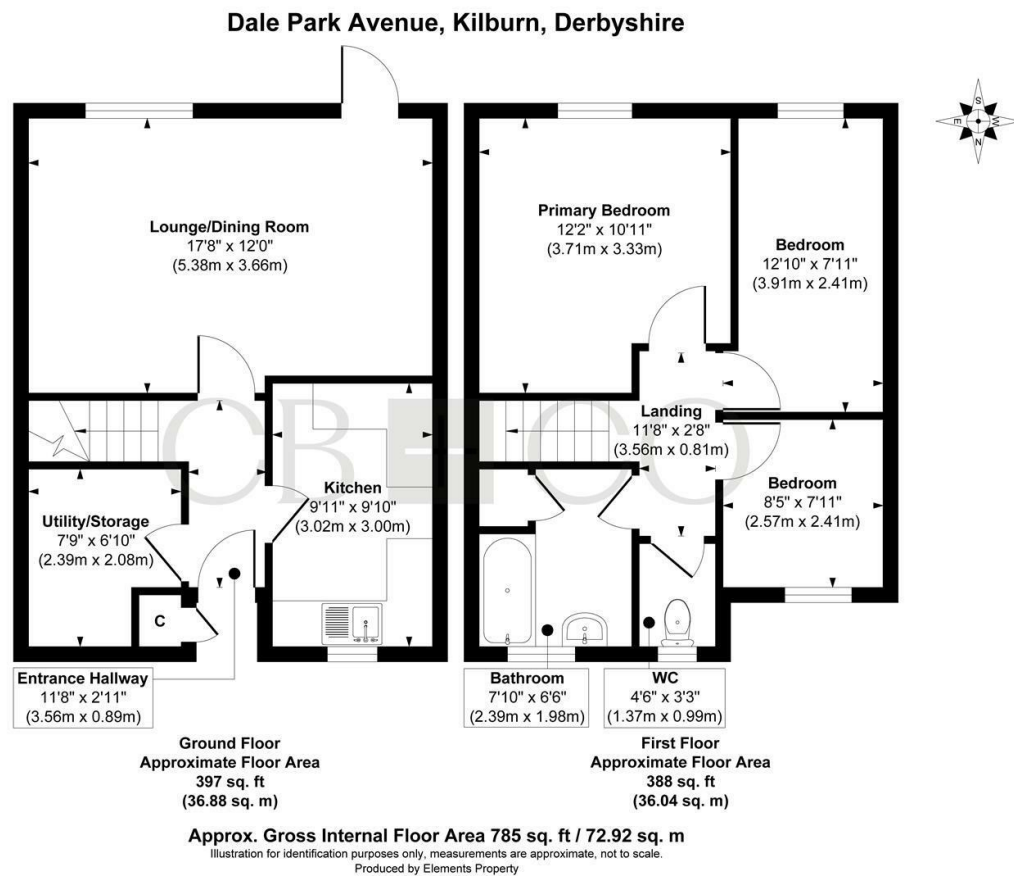 Dale Park Avenue, Kilburn, Derbyshire
S
E
W
N
Lounge/Dining Room
17'8" x 12'0"
(5.38m x 3.66m)
Primary Bedroom
12'2" x 10'11"
(3.71m x 3.33m)
Bedroom
12'10" x 7'11"
(3.91m x 2.41m)
Landing
11'8" x 2'8"
(3.56m x 0.81m)
CB+CO
Kitchen
9'11" x 9'10"
(3.02m x 3.00m)
Utility/Storage
7'9" x 6'10"
(2.39m x 2.08m)
Bedroom
8'5" x 7'11"
(2.57m x 2.41m)
C
Entrance Hallway
11'8" x 2'11"
(3.56m x 0.89m)
Bathroom
7'10" x 6'6"
(2.39m x 1.98m)
WC
4'6" x 3'3"
(1.37m x 0.99m)
Ground Floor
Approximate Floor Area
397 sq. ft
(36.88 sq. m)
First Floor
Approximate Floor Area
388 sq. ft
(36.04 sq. m)
Approx. Gross Internal Floor Area 785 sq. ft / 72.92 sq. m
Illustration for identification purposes only, measurements are approximate, not to scale.
Produced by Elements Property